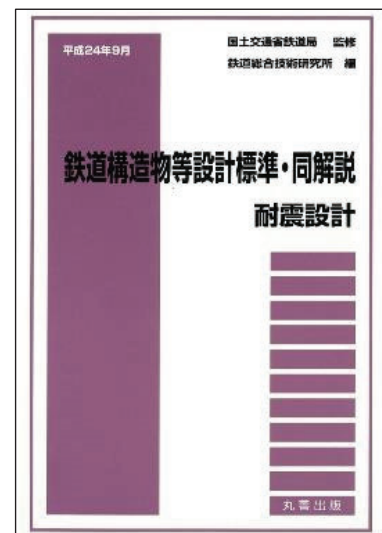 平成24年9月
国土交通省鉄道局 監修
鉄道総合技術研究所 編
鉄道構造物等設計標準・同解説
耐震設計
丸善出版